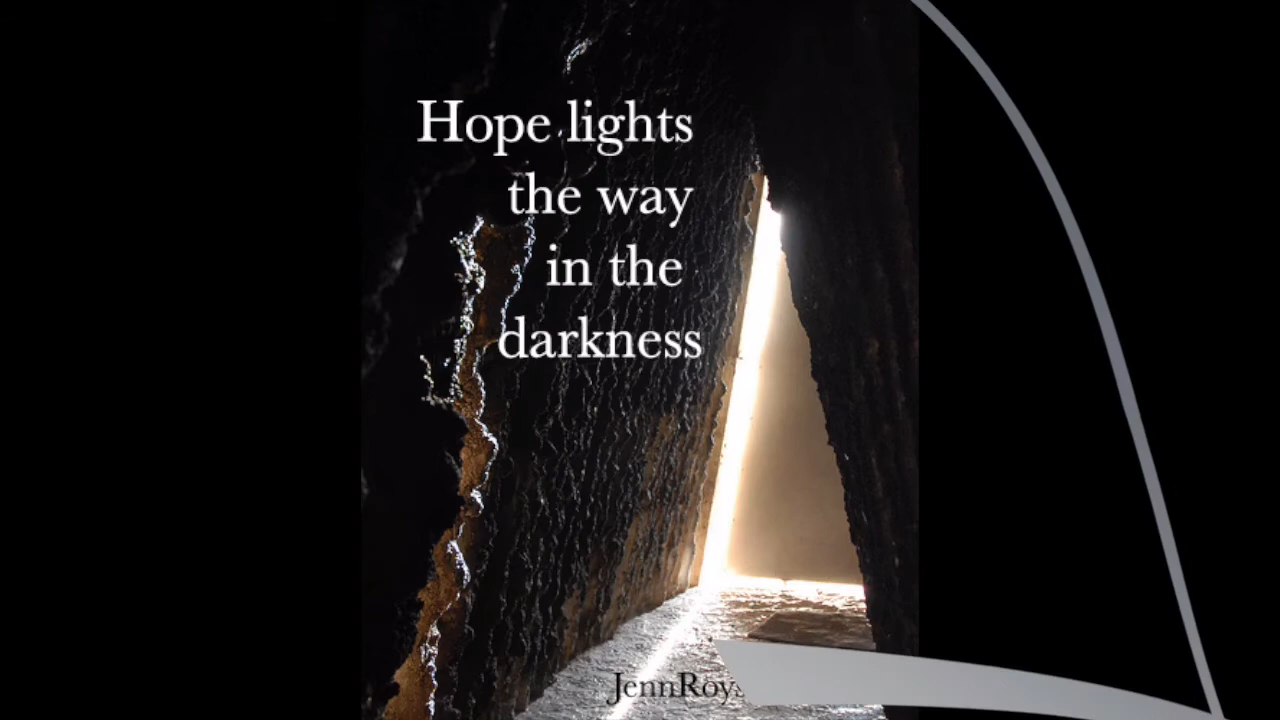 Hope lights
the way
in the
darkness